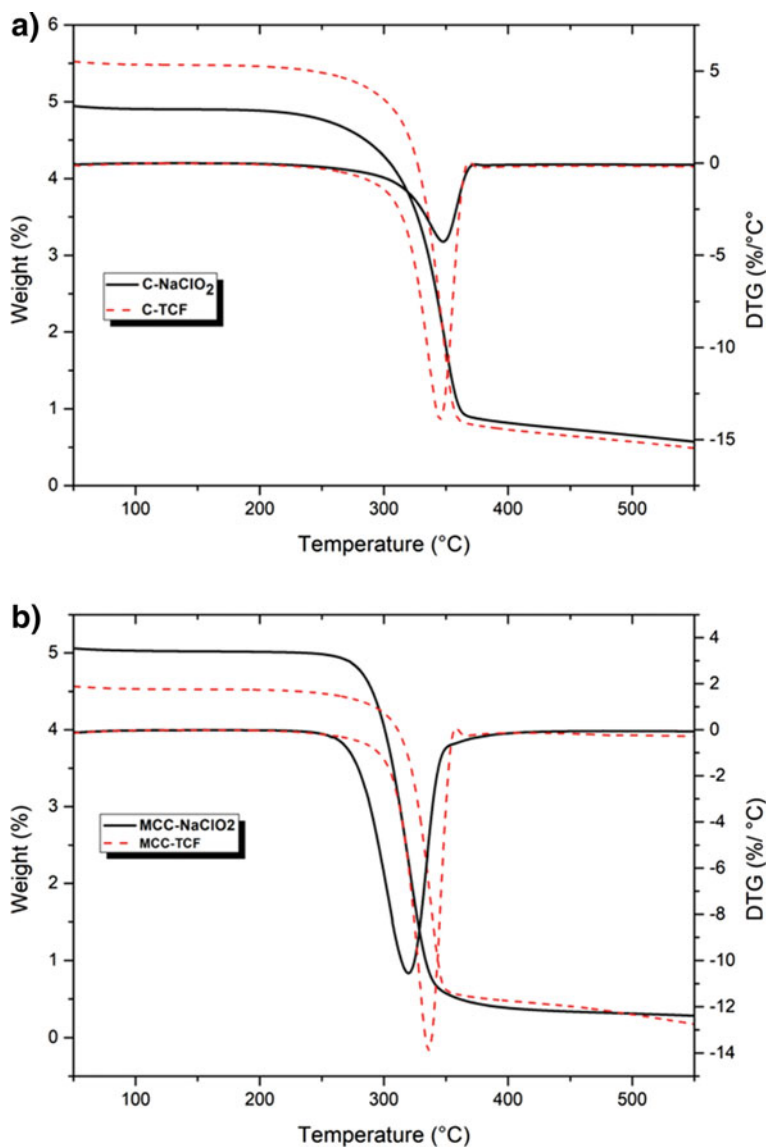 a)
6
5
4
3
2
1
0
Weight (%)
5
0
-5
-10
-15
DTG (%/°C°)
C-NaClO₂
C-TCF
100 200 300 400 500
Temperature (°C)
b)
5
4
3
2
1
0
Weight (%)
4
2
0
-2
-4
-6
-8
-10
-12
-14
DTG (%/ °C)
MCC-NaClO2
MCC-TCF
100 200 300 400 500
Temperature (°C)